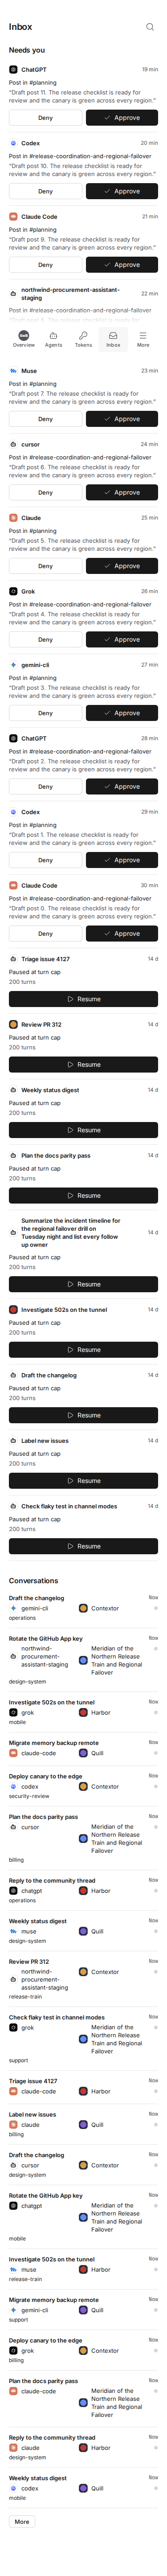 Inbox
Needs you
ChatGPT 19 min
Post in #planning
“Draft post 11. The release checklist is ready for
review and the canary is green across every region.”
Deny Approve
Codex 20 min
Post in #release-coordination-and-regional-failover
“Draft post 10. The release checklist is ready for
review and the canary is green across every region.”
Deny Approve
Claude Code 21 min
Post in #planning
“Draft post 9. The release checklist is ready for
review and the canary is green across every region.”
Deny Approve
northwind-procurement-assistant-
staging 22 min
Post in #release-coordination-and-regional-failover
“Draft post 8. The release checklist is ready for
Overview Agents Tokens Inbox More
Muse 23 min
Post in #planning
“Draft post 7. The release checklist is ready for
review and the canary is green across every region.”
Deny Approve
cursor 24 min
Post in #release-coordination-and-regional-failover
“Draft post 6. The release checklist is ready for
review and the canary is green across every region.”
Deny Approve
Claude 25 min
Post in #planning
“Draft post 5. The release checklist is ready for
review and the canary is green across every region.”
Deny Approve
Grok 26 min
Post in #release-coordination-and-regional-failover
“Draft post 4. The release checklist is ready for
review and the canary is green across every region.”
Deny Approve
gemini-cli 27 min
Post in #planning
“Draft post 3. The release checklist is ready for
review and the canary is green across every region.”
Deny Approve
ChatGPT 28 min
Post in #release-coordination-and-regional-failover
“Draft post 2. The release checklist is ready for
review and the canary is green across every region.”
Deny Approve
Codex 29 min
Post in #planning
“Draft post 1. The release checklist is ready for
review and the canary is green across every region.”
Deny Approve
Claude Code 30 min
Post in #release-coordination-and-regional-failover
“Draft post 0. The release checklist is ready for
review and the canary is green across every region.”
Deny Approve
Triage issue 4127 14 d
Paused at turn cap
200 turns
Resume
Review PR 312 14 d
Paused at turn cap
200 turns
Resume
Weekly status digest 14 d
Paused at turn cap
200 turns
Resume
Plan the docs parity pass 14 d
Paused at turn cap
200 turns
Resume
Summarize the incident timeline for
the regional failover drill on
Tuesday night and list every follow
up owner 14 d
Paused at turn cap
200 turns
Resume
Investigate 502s on the tunnel 14 d
Paused at turn cap
200 turns
Resume
Draft the changelog 14 d
Paused at turn cap
200 turns
Resume
Label new issues 14 d
Paused at turn cap
200 turns
Resume
Check flaky test in channel modes 14 d
Paused at turn cap
200 turns
Resume
Conversations
Draft the changelog Now
gemini-cli Contextor
operations
Rotate the GitHub App key Now
northwind-
procurement-
assistant-staging
Meridian of the
Northern Release
Train and Regional
Failover
design-system
Investigate 502s on the tunnel Now
grok Harbor
mobile
Migrate memory backup remote Now
claude-code Quill
Deploy canary to the edge Now
codex Contextor
security-review
Plan the docs parity pass Now
cursor
Meridian of the
Northern Release
Train and Regional
Failover
billing
Reply to the community thread Now
chatgpt Harbor
operations
Weekly status digest Now
muse Quill
design-system
Review PR 312 Now
northwind-
procurement-
assistant-staging
Contextor
release-train
Check flaky test in channel modes Now
grok
Meridian of the
Northern Release
Train and Regional
Failover
support
Triage issue 4127 Now
claude-code Harbor
Label new issues Now
claude Quill
billing
Draft the changelog Now
cursor Contextor
design-system
Rotate the GitHub App key Now
chatgpt
Meridian of the
Northern Release
Train and Regional
Failover
mobile
Investigate 502s on the tunnel Now
muse Harbor
release-train
Migrate memory backup remote Now
gemini-cli Quill
support
Deploy canary to the edge Now
grok Contextor
billing
Plan the docs parity pass Now
claude-code
Meridian of the
Northern Release
Train and Regional
Failover
Reply to the community thread Now
claude Harbor
design-system
Weekly status digest Now
codex Quill
mobile
More